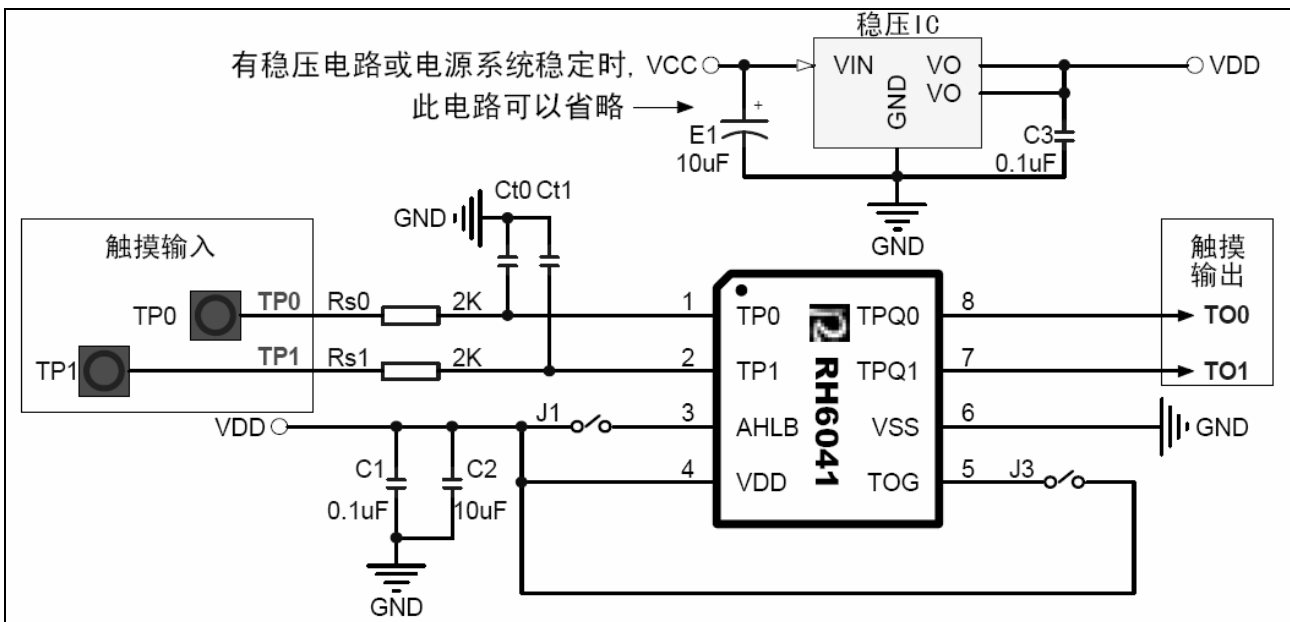 稳压IC
有稳压电路或电源系统稳定时,
此电路可以省略
VCC
VIN
VO
VO
GND
VDD
+
E1
10uF
C3
0.1uF
GND
Ct0 Ct1
GND
触摸输入
TP0
TP0
Rs0
2K
1
TP1
TP1
Rs1
2K
2
VDD
J1
3
4
C1
0.1uF
C2
10uF
GND
TP0
TP1
AHLB
VDD
RH6041
TPQ0
TPQ1
VSS
TOG
8
7
6
5
J3
GND
触摸
输出
TO0
TO1